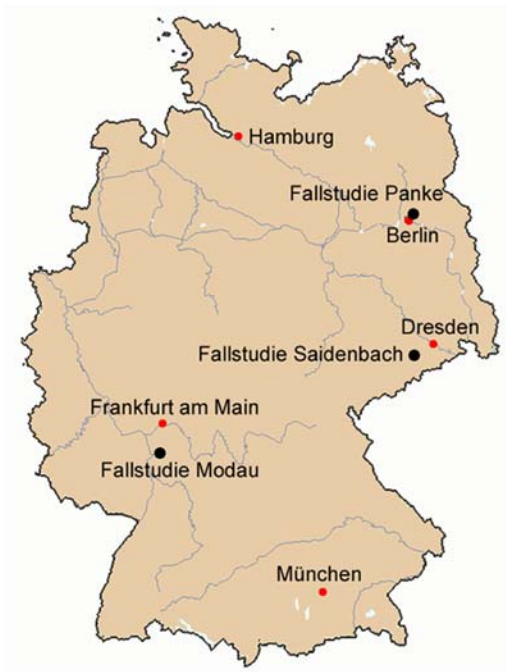 Hamburg
Fallstudie Panke
Berlin
Dresden
Fallstudie Saidenbach
Frankfurt am Main
Fallstudie Modau
München